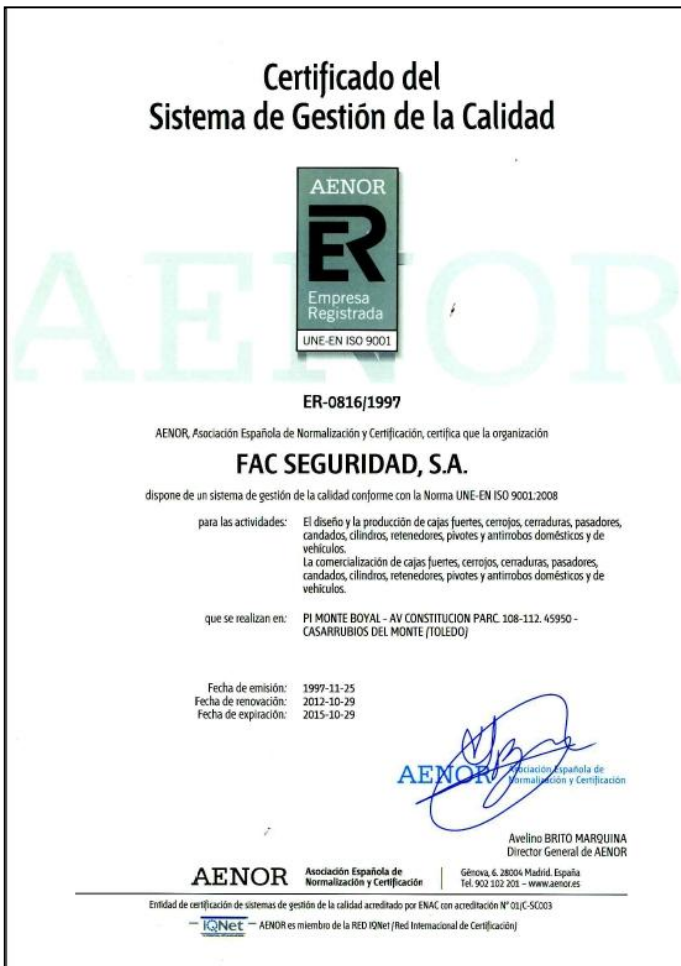 Certificado del
Sistema de Gestión de la Calidad
AENOR
ER
Empresa
Registrada
UNE-EN ISO 9001
AENOR
ER-0816/1997
AENOR, Asociación Española de Normalización y Certificación, certifica que la organización
FAC SEGURIDAD, S.A.
dispone de un sistema de gestión de la calidad conforme con la Norma UNE-EN ISO 9001:2008
para las actividades: El diseño y la producción de cajas fuertes, cerrojos, cerraduras, pasadores,
candados, cilindros, retenedores, pivotes y antirrobos domésticos y de
vehículos.
La comercialización de cajas fuertes, cerrojos, cerraduras, pasadores,
candados, cilindros, retenedores, pivotes y antirrobos domésticos y de
vehículos.
que se realizan en: PI MONTE BOYAL - AV CONSTITUCION PARC. 108-112. 45950 -
CASARRUBIOS DEL MONTE (TOLEDO)
Fecha de emisión: 1997-11-25
Fecha de renovación: 2012-10-29
Fecha de expiración: 2015-10-29
AENOR Asociación Española de
Normalización y Certificación
Avelino BRITO MARQUINA
Director General de AENOR
AENOR Asociación Española de
Normalización y Certificación
Génova, 6. 28004 Madrid. España
Tel. 902 102 201 – www.aenor.es
Entidad de certificación de sistemas de gestión de la calidad acreditado por ENAC con acreditación Nº 01/C-SC003
IQNet — AENOR es miembro de la RED IQNet (Red Internacional de Certificación)